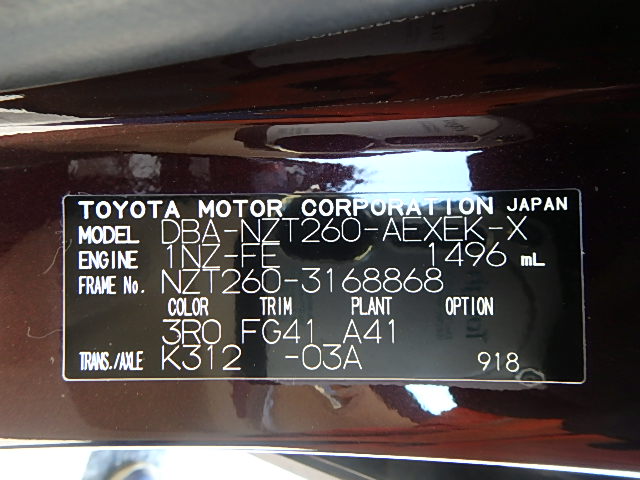 TOYOTA MOTOR CORPORATION JAPAN
MODEL DBA-NZT260-AEXEK-X
ENGINE 1NZ-FE 1496 mL
FRAME No. NZT260-3168868
COLOR TRIM PLANT OPTION
3R0 FG41 A41
TRANS./AXLE K312 -03A 918